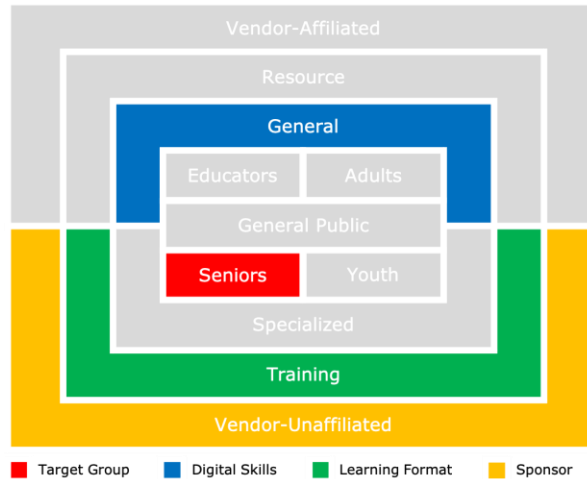 Vendor-Affiliated
Resource
General
Educators Adults
General Public
Seniors Youth
Specialized
Training
Vendor-Unaffiliated
Target Group Digital Skills Learning Format Sponsor